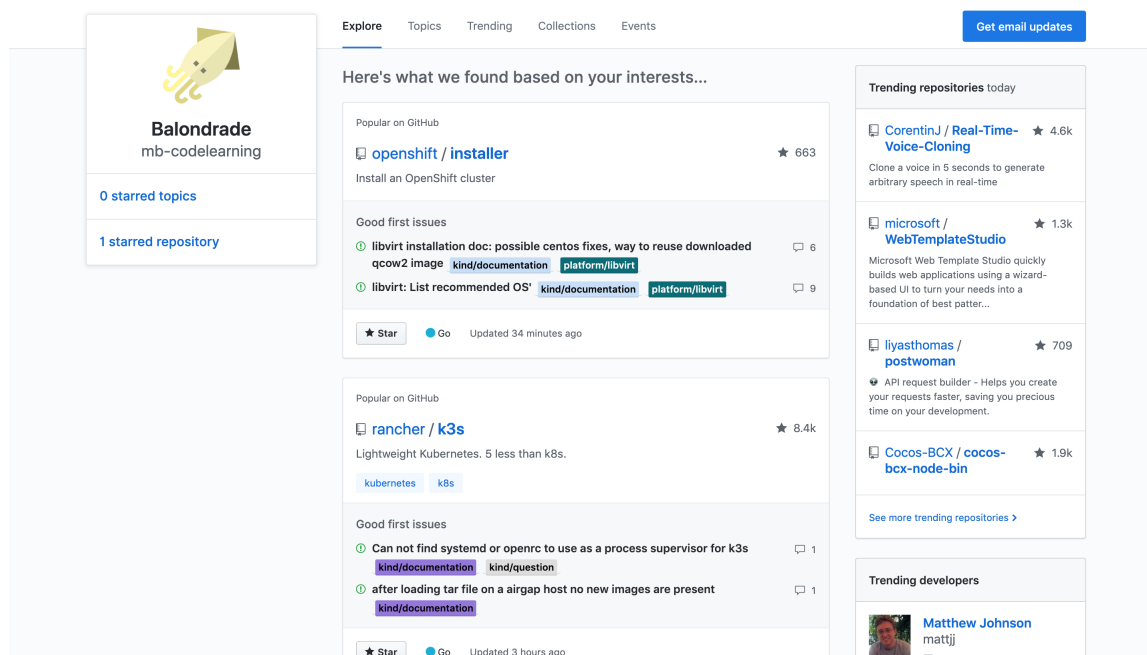 Explore Topics Trending Collections Events
Get email updates
Balondrade
mb-codelearning
0 starred topics
1 starred repository
Here's what we found based on your interests...
Popular on GitHub
openshift / installer
663
Install an OpenShift cluster
Good first issues
libvirt installation doc: possible centos fixes, way to reuse downloaded
qcow2 image kind/documentation platform/libvirt
6
libvirt: List recommended OS' kind/documentation platform/libvirt
9
Star Go Updated 34 minutes ago
Popular on GitHub
rancher / k3s
8.4k
Lightweight Kubernetes. 5 less than k8s.
kubernetes k8s
Good first issues
Can not find systemd or openrc to use as a process supervisor for k3s
1
kind/documentation kind/question
after loading tar file on a airgap host no new images are present
1
kind/documentation
Star Go Updated 3 hours ago
Trending repositories today
CorentinJ / Real-Time-
Voice-Cloning
4.6k
Clone a voice in 5 seconds to generate
arbitrary speech in real-time
microsoft /
WebTemplateStudio
1.3k
Microsoft Web Template Studio quickly
builds web applications using a wizard-
based UI to turn your needs into a
foundation of best patter...
liyasthomas /
postwoman
709
API request builder - Helps you create
your requests faster, saving you precious
time on your development.
Cocos-BCX / cocos-
bcx-node-bin
1.9k
See more trending repositories
Trending developers
Matthew Johnson
mattjj